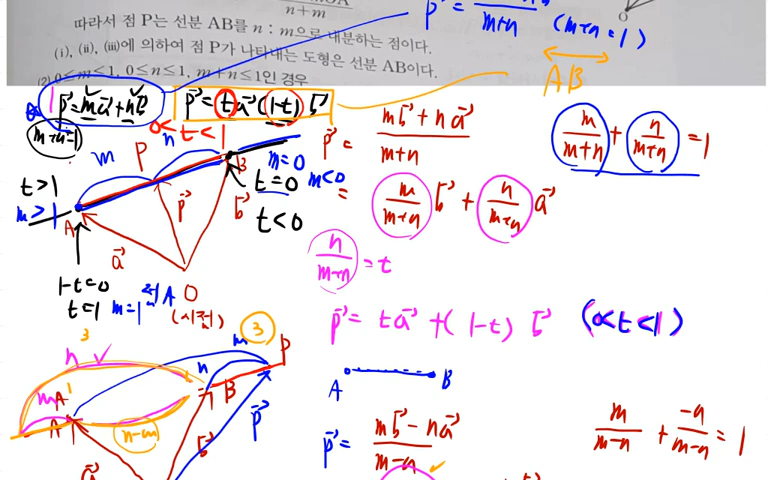 n+m
따라서 점 P는 선분 AB를 n : m으로 내분하는 점이다.
(i), (ii), (iii)에 의하여 점 P가 나타내는 도형은 선분 AB이다.
(2) 0≤m≤1, 0≤n≤1, m+n≤1인 경우
m+n (m+n=1)
AB
p⃗=ma⃗+nb⃗
p⃗=ta⃗+(1-t)b⃗
m+n=1
0<t<1
m P n B
m=0
t>1
t=0
m<0
m>1
A
t<0
a⃗ p⃗ b⃗
1-t=0
t=1
m=1
점 A
O
(시점)
p⃗ = (mb⃗+na⃗)/(m+n)
m/(m+n) + n/(m+n) = 1
= m/(m+n) b⃗ + n/(m+n) a⃗
n/(m+n) = t
p⃗ = ta⃗ + (1-t) b⃗ (0<t<1)
3
n
m
3
P
n
m
A
B
n-m
b⃗
p⃗
a⃗
A B
p⃗ = (mb⃗-na⃗)/(m-n)
m/(m-n) + -n/(m-n) = 1